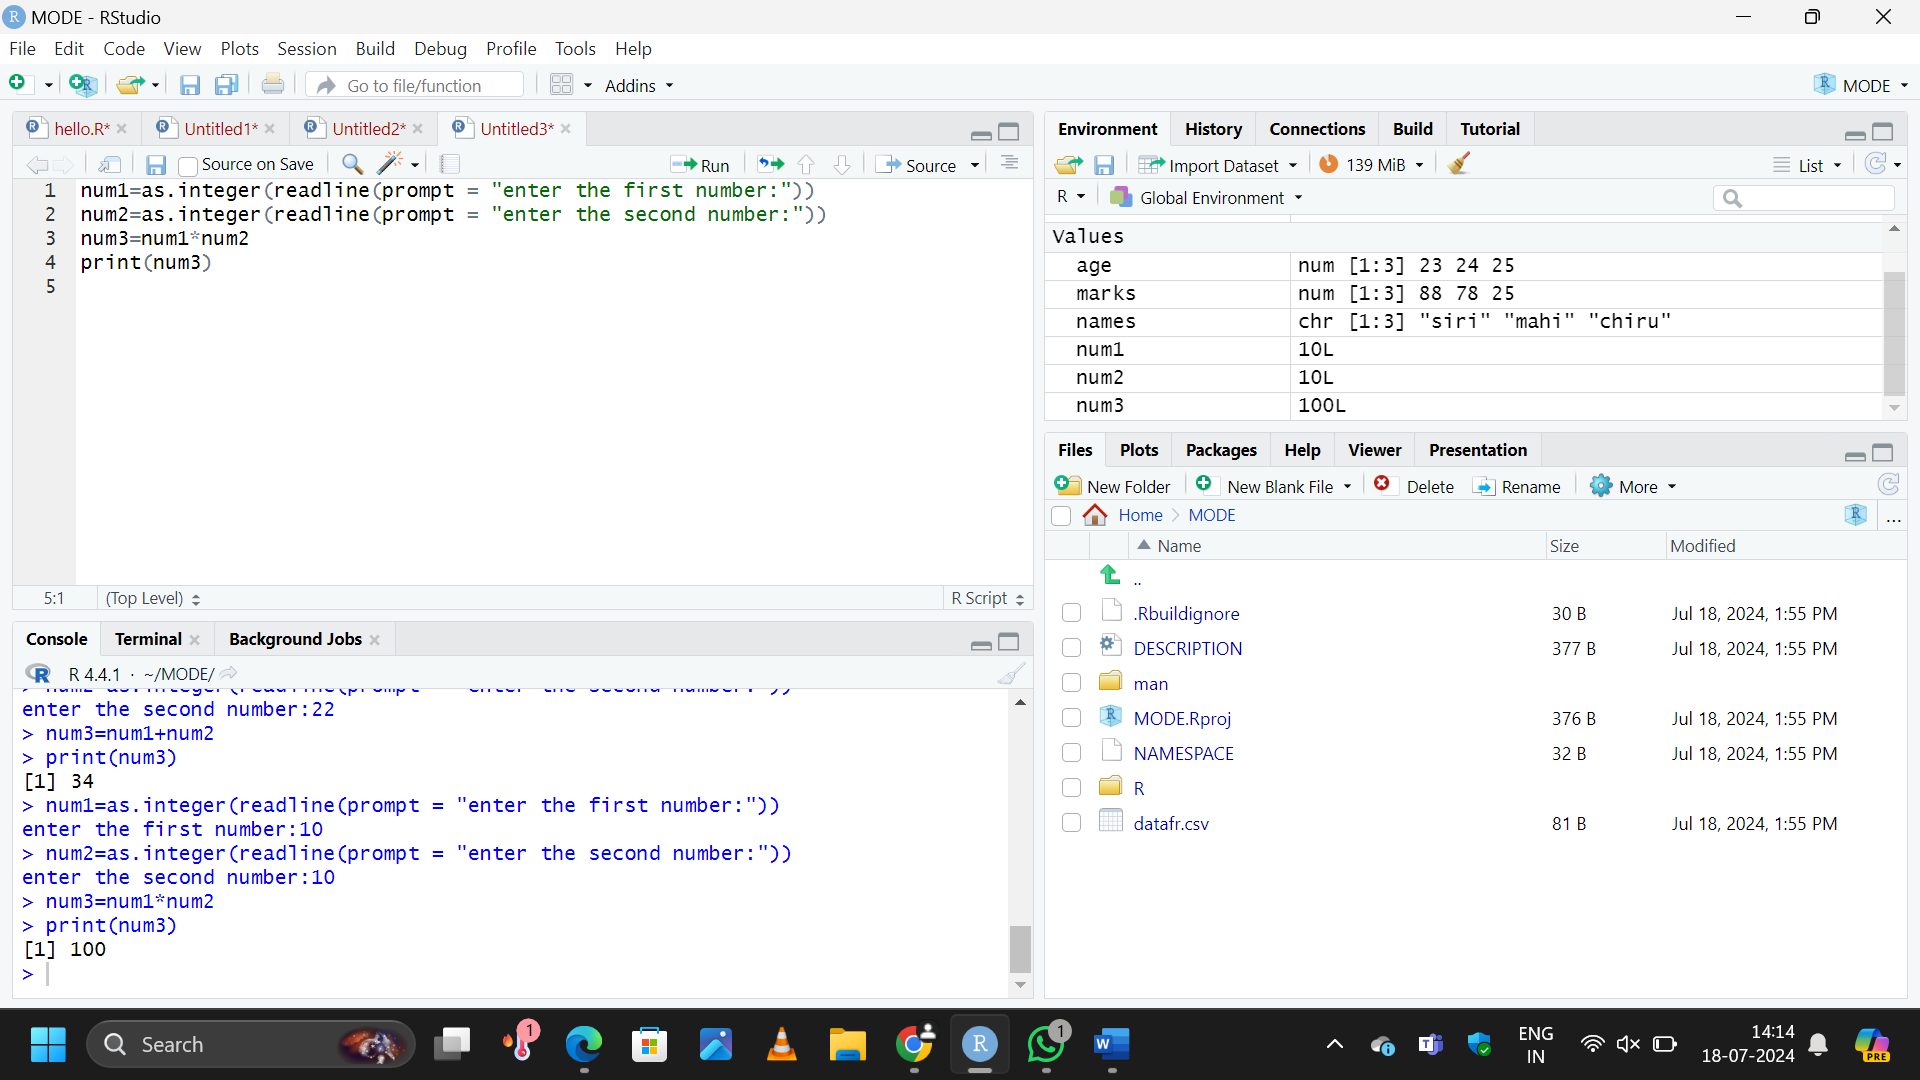 MODE - RStudio
File Edit Code View Plots Session Build Debug Profile Tools Help
Go to file/function Addins MODE
hello.R* Untitled1* Untitled2* Untitled3*
Source on Save Run Source
1 num1=as.integer(readline(prompt = "enter the first number:"))
2 num2=as.integer(readline(prompt = "enter the second number:"))
3 num3=num1*num2
4 print(num3)
5
5:1 (Top Level) R Script
Console Terminal Background Jobs
R 4.4.1 · ~/MODE/
> num2=as.integer(readline(prompt = "enter the second number:"))
enter the second number:22
> num3=num1+num2
> print(num3)
[1] 34
> num1=as.integer(readline(prompt = "enter the first number:"))
enter the first number:10
> num2=as.integer(readline(prompt = "enter the second number:"))
enter the second number:10
> num3=num1*num2
> print(num3)
[1] 100
>
Environment History Connections Build Tutorial
Import Dataset 139 MiB List
R Global Environment
Values
age num [1:3] 23 24 25
marks num [1:3] 88 78 25
names chr [1:3] "siri" "mahi" "chiru"
num1 10L
num2 10L
num3 100L
Files Plots Packages Help Viewer Presentation
New Folder New Blank File Delete Rename More
Home MODE ...
Name Size Modified
..
.Rbuildignore 30 B Jul 18, 2024, 1:55 PM
DESCRIPTION 377 B Jul 18, 2024, 1:55 PM
man
MODE.Rproj 376 B Jul 18, 2024, 1:55 PM
NAMESPACE 32 B Jul 18, 2024, 1:55 PM
R
datafr.csv 81 B Jul 18, 2024, 1:55 PM
Search 1 R 1 W ENG 14:14
IN 18-07-2024 PRE